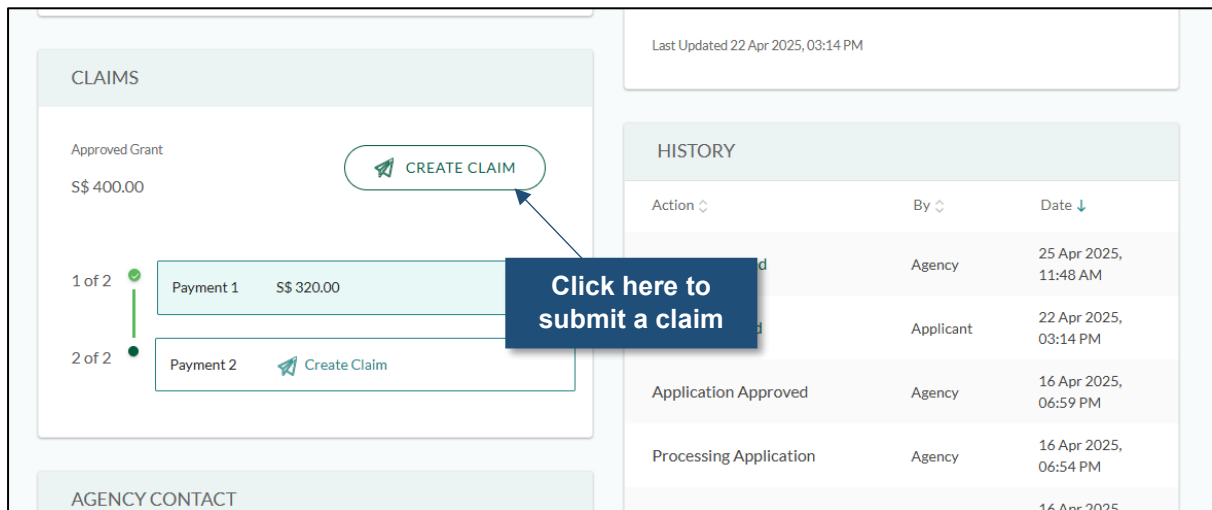 CLAIMS
Approved Grant
CREATE CLAIM
S$ 400.00
1 of 2
Payment 1 S$ 320.00
2 of 2
Payment 2 Create Claim
Click here to
submit a claim
AGENCY CONTACT
Last Updated 22 Apr 2025, 03:14 PM
HISTORY
Action By Date
d Agency 25 Apr 2025,
11:48 AM
d Applicant 22 Apr 2025,
03:14 PM
Application Approved Agency 16 Apr 2025,
06:59 PM
Processing Application Agency 16 Apr 2025,
06:54 PM
16 Apr 2025